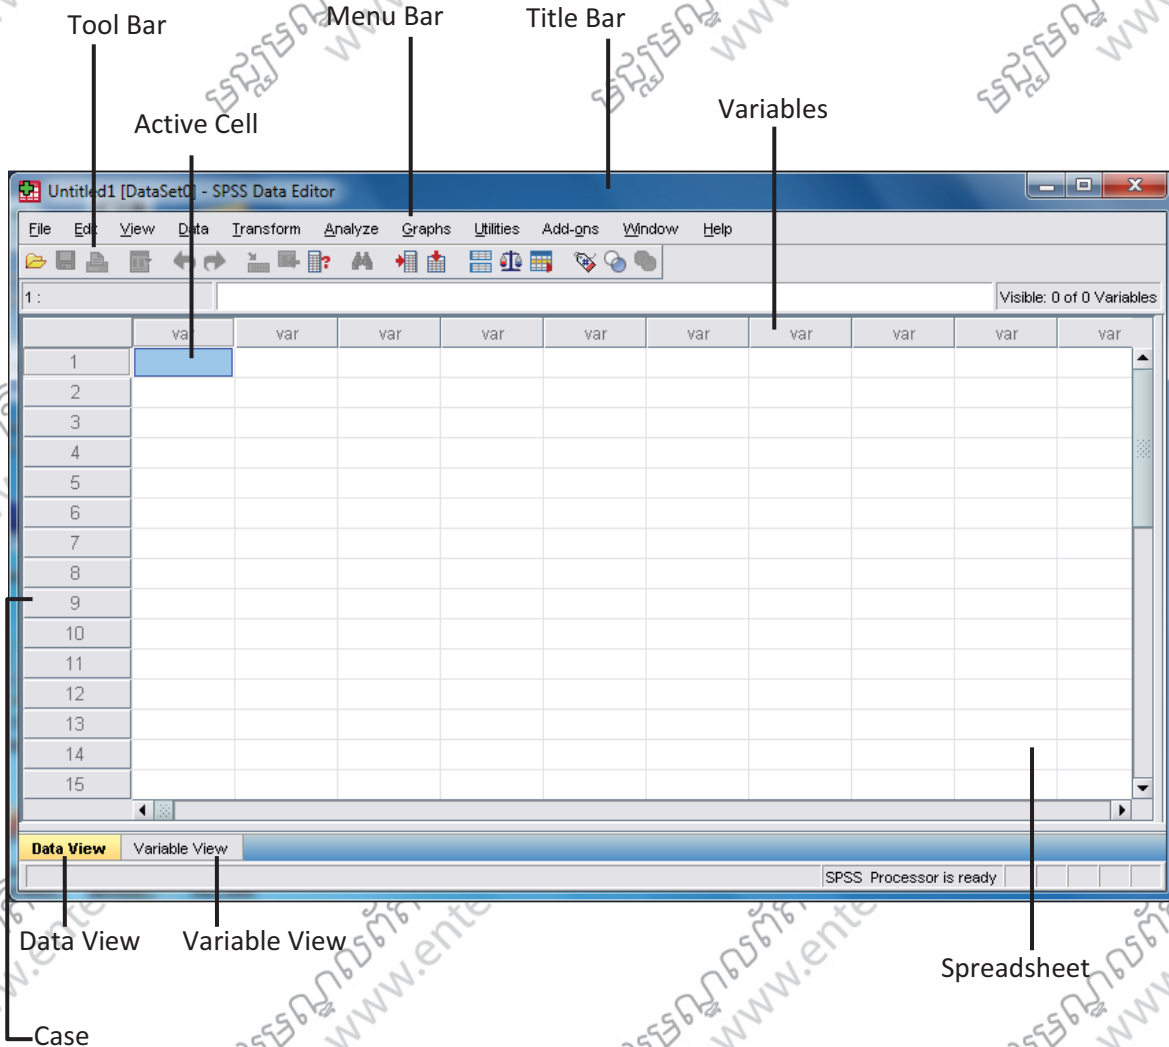 Tool Bar
Menu Bar
Title Bar
Active Cell
Variables
Untitled1 [DataSet0] - SPSS Data Editor
File Edit View Data Transform Analyze Graphs Utilities Add-ons Window Help
1 :
Visible: 0 of 0 Variables
var var var var var var var var var var
1
2
3
4
5
6
7
8
9
10
11
12
13
14
15
Data View Variable View
SPSS Processor is ready
Data View
Variable View
Spreadsheet
Case